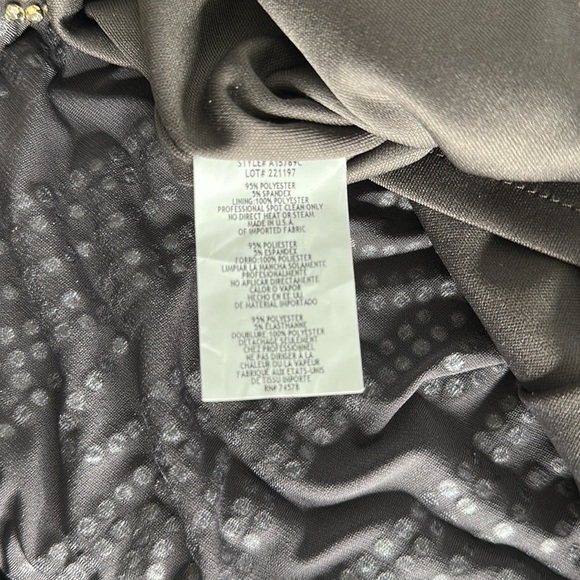 STYLE# A15789C
LOT# 221197
95% POLYESTER
5% SPANDEX
LINING:100% POLYESTER
PROFESSIONAL SPOT CLEAN ONLY
NO DIRECT HEAT OR STEAM
MADE IN U.S.A.
OF IMPORTED FABRIC
95% POLIESTER
5% ESPANDEX
FORRO:100% POLIESTER
LIMPIAR LA MANCHA SOLAMENTE
PROFESIONALMENTE
NO APLICAR DIRECTAMENTE
CALOR O VAPOR
HECHO EN EE.UU.
DE MATERIAL IMPORTADO
95% POLYESTER
5% ELASTHANNE
DOUBLURE:100% POLYESTER
DETACHAGE SEULEMENT
CHEZ PROFESSIONNEL
NE PAS DIRIGER A LA
CHALEUR OU LA VAPEUR
FABRIQUE AUX ETATS-UNIS
DE TISSU IMPORTE
RN# 74578